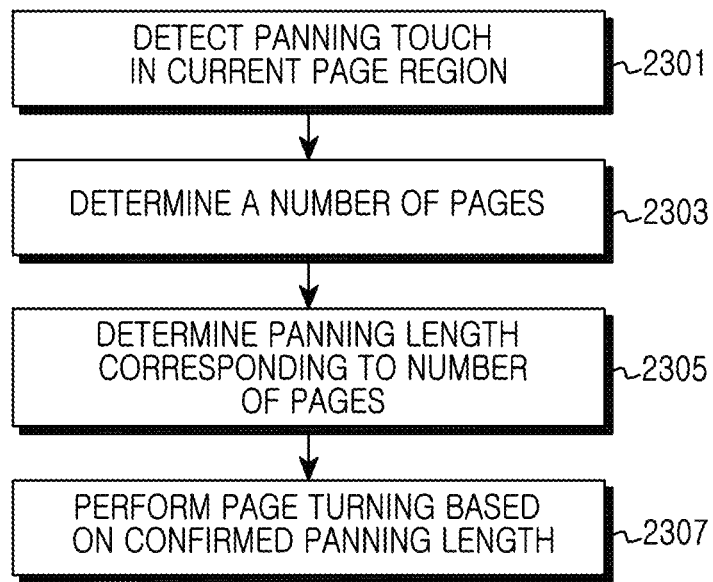 DETECT PANNING TOUCH
IN CURRENT PAGE REGION
2301
DETERMINE A NUMBER OF PAGES
2303
DETERMINE PANNING LENGTH
CORRESPONDING TO NUMBER
OF PAGES
2305
PERFORM PAGE TURNING BASED
ON CONFIRMED PANNING LENGTH
2307